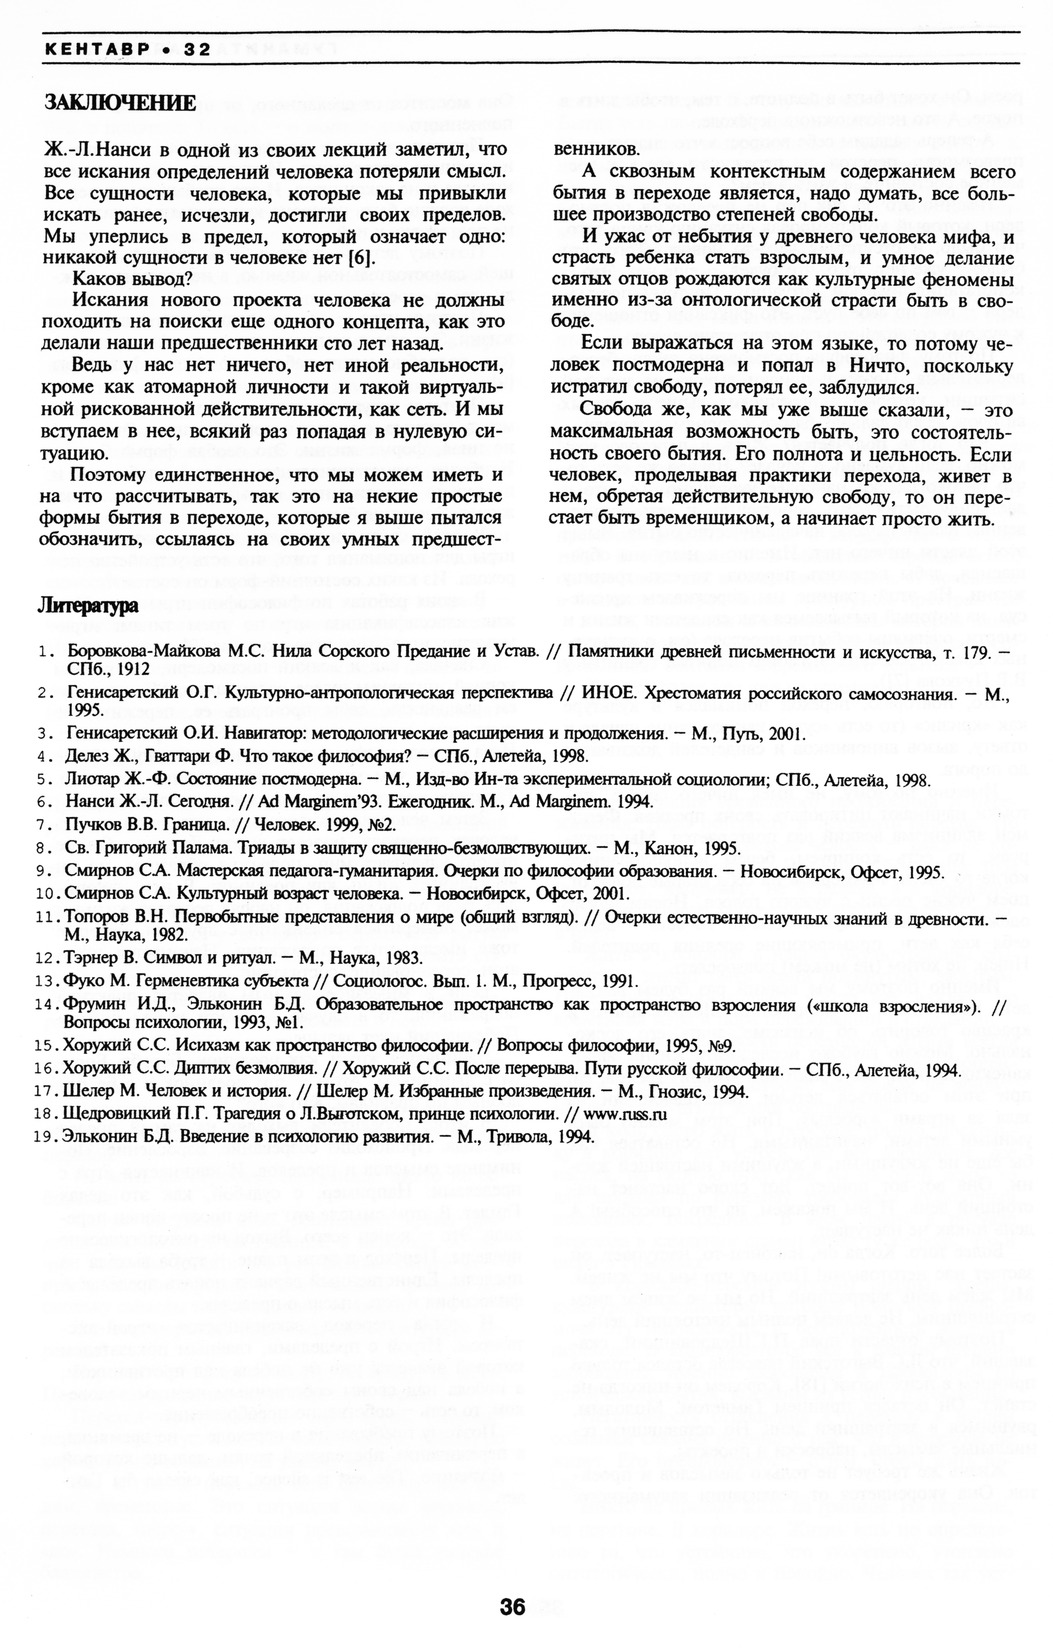 КЕНТАВР • 32
ЗАКЛЮЧЕНИЕ
Ж.-Л.Нанси в одной из своих лекций заметил, что
все искания определений человека потеряли смысл.
Все сущности человека, которые мы привыкли
искать ранее, исчезли, достигли своих пределов.
Мы уперлись в предел, который означает одно:
никакой сущности в человеке нет [6].
Каков вывод?
Искания нового проекта человека не должны
походить на поиски еще одного концепта, как это
делали наши предшественники сто лет назад.
Ведь у нас нет ничего, нет иной реальности,
кроме как атомарной личности и такой виртуаль-
ной рискованной действительности, как сеть. И мы
вступаем в нее, всякий раз попадая в нулевую си-
туацию.
Поэтому единственное, что мы можем иметь и
на что рассчитывать, так это на некие простые
формы бытия в переходе, которые я выше пытался
обозначить, ссылаясь на своих умных предшест-
венников.
А сквозным контекстным содержанием всего
бытия в переходе является, надо думать, все боль-
шее производство степеней свободы.
И ужас от небытия у древнего человека мифа, и
страсть ребенка стать взрослым, и умное делание
святых отцов рождаются как культурные феномены
именно из-за онтологической страсти быть в сво-
боде.
Если выражаться на этом языке, то потому че-
ловек постмодерна и попал в Ничто, поскольку
истратил свободу, потерял ее, заблудился.
Свобода же, как мы уже выше сказали, — это
максимальная возможность быть, это состоятель-
ность своего бытия. Его полнота и цельность. Если
человек, проделывая практики перехода, живет в
нем, обретая действительную свободу, то он пере-
стает быть временщиком, а начинает просто жить.
Литература
1. Боровкова-Майкова М.С. Нила Сорского Предание и Устав. // Памятники древней письменности и искусства, т. 179. —
СПб., 1912
2. Генисаретский О.Г. Культурно-антропологическая перспектива // ИНОЕ. Хрестоматия российского самосознания. — М.,
1995.
3. Генисаретский О.И. Навигатор: методологические расширения и продолжения. — М., Путь, 2001.
4. Делез Ж., Гваттари Ф. Что такое философия? — СПб., Алетейа, 1998.
5. Лиотар Ж.-Ф. Состояние постмодерна. — М., Изд-во Ин-та экспериментальной социологии; СПб., Алетейа, 1998.
6. Нанси Ж.-Л. Сегодня. // Ad Marginem'93. Ежегодник. М., Ad Marginem. 1994.
7. Пучков В.В. Граница. // Человек. 1999, №2.
8. Св. Григорий Палама. Триады в защиту священно-безмолвствующих. — М., Канон, 1995.
9. Смирнов С.А. Мастерская педагога-гуманитария. Очерки по философии образования. — Новосибирск, Офсет, 1995.
10. Смирнов С.А. Культурный возраст человека. — Новосибирск, Офсет, 2001.
11. Топоров В.Н. Первобытные представления о мире (общий взгляд). // Очерки естественно-научных знаний в древности. —
М., Наука, 1982.
12. Тэрнер В. Символ и ритуал. — М., Наука, 1983.
13. Фуко М. Герменевтика субъекта // Социологос. Вып. 1. М., Прогресс, 1991.
14. Фрумин И.Д., Эльконин Б.Д. Образовательное пространство как пространство взросления («школа взросления»). //
Вопросы психологии, 1993, №1.
15. Хоружий С.С. Исихазм как пространство философии. // Вопросы философии, 1995, №9.
16. Хоружий С.С. Диптих безмолвия. // Хоружий С.С. После перерыва. Пути русской философии. — СПб., Алетейа, 1994.
17. Шелер М. Человек и история. // Шелер М. Избранные произведения. — М., Гнозис, 1994.
18. Щедровицкий П.Г. Трагедия о Л.Выготском, принце психологии. // www.russ.ru
19. Эльконин Б.Д. Введение в психологию развития. — М., Тривола, 1994.
36